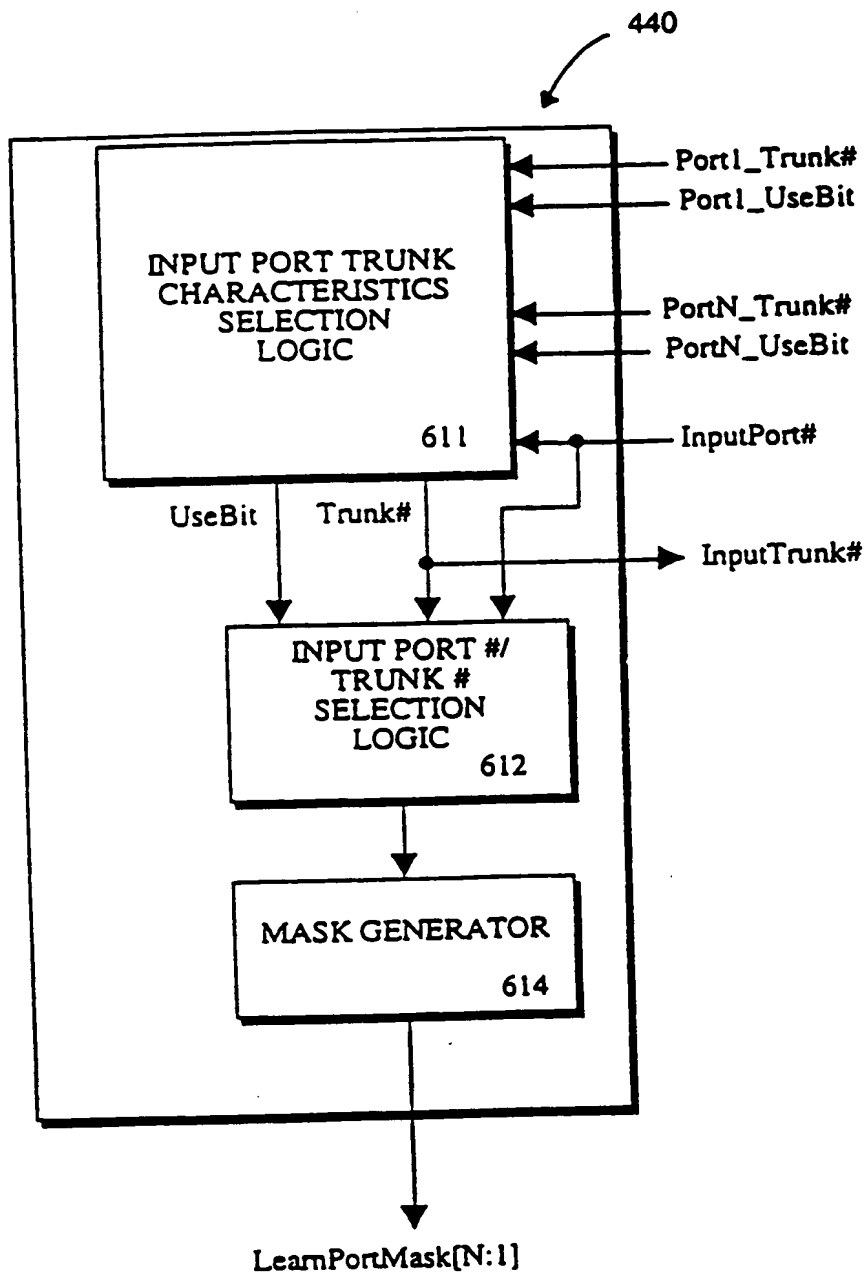 440
Port1_Trunk#
Port1_UseBit
INPUT PORT TRUNK
CHARACTERISTICS
SELECTION
LOGIC
PortN_Trunk#
PortN_UseBit
611
InputPort#
UseBit
Trunk#
InputTrunk#
INPUT PORT #/
TRUNK #
SELECTION
LOGIC
612
MASK GENERATOR
614
LearnPortMask[N:1]